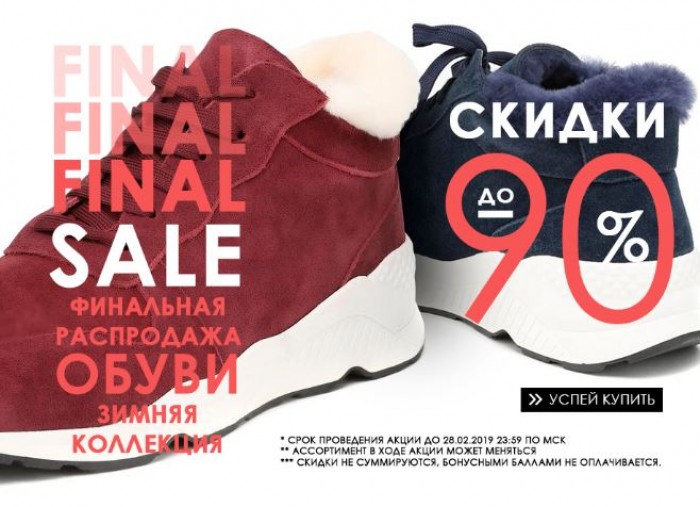 FINAL
FINAL
FINAL
SALE
ФИНАЛЬНАЯ
РАСПРОДАЖА
ОБУВИ
ЗИМНЯЯ
КОЛЛЕКЦИЯ
СКИДКИ
ДО
90%
>> УСПЕЙ КУПИТЬ
* СРОК ПРОВЕДЕНИЯ АКЦИИ ДО 28.02.2019 23:59 ПО МСК
** АССОРТИМЕНТ В ХОДЕ АКЦИИ МОЖЕТ МЕНЯТЬСЯ
*** СКИДКИ НЕ СУММИРУЮТСЯ, БОНУСНЫМИ БАЛЛАМИ НЕ ОПЛАЧИВАЕТСЯ.